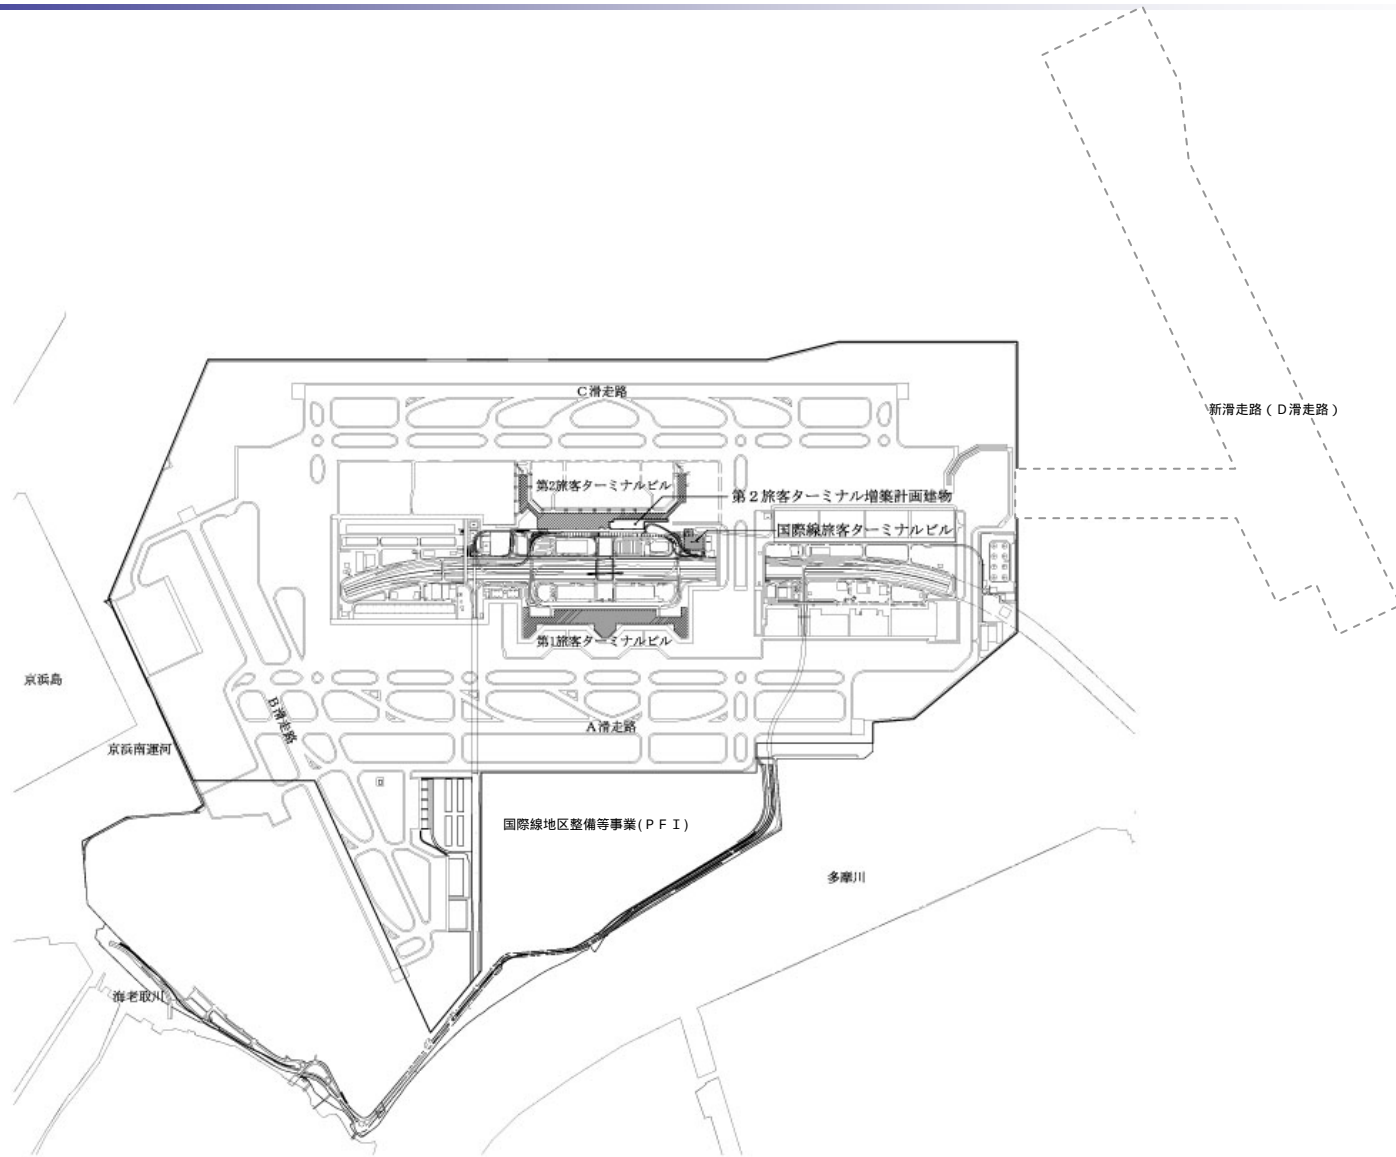 C滑走路
新滑走路(D滑走路)
第2旅客ターミナルビル
第2旅客ターミナル増築計画建物
国際線旅客ターミナルビル
第1旅客ターミナルビル
京浜島
B滑走路
A滑走路
京浜南運河
国際線地区整備等事業(PFI)
多摩川
海老取川